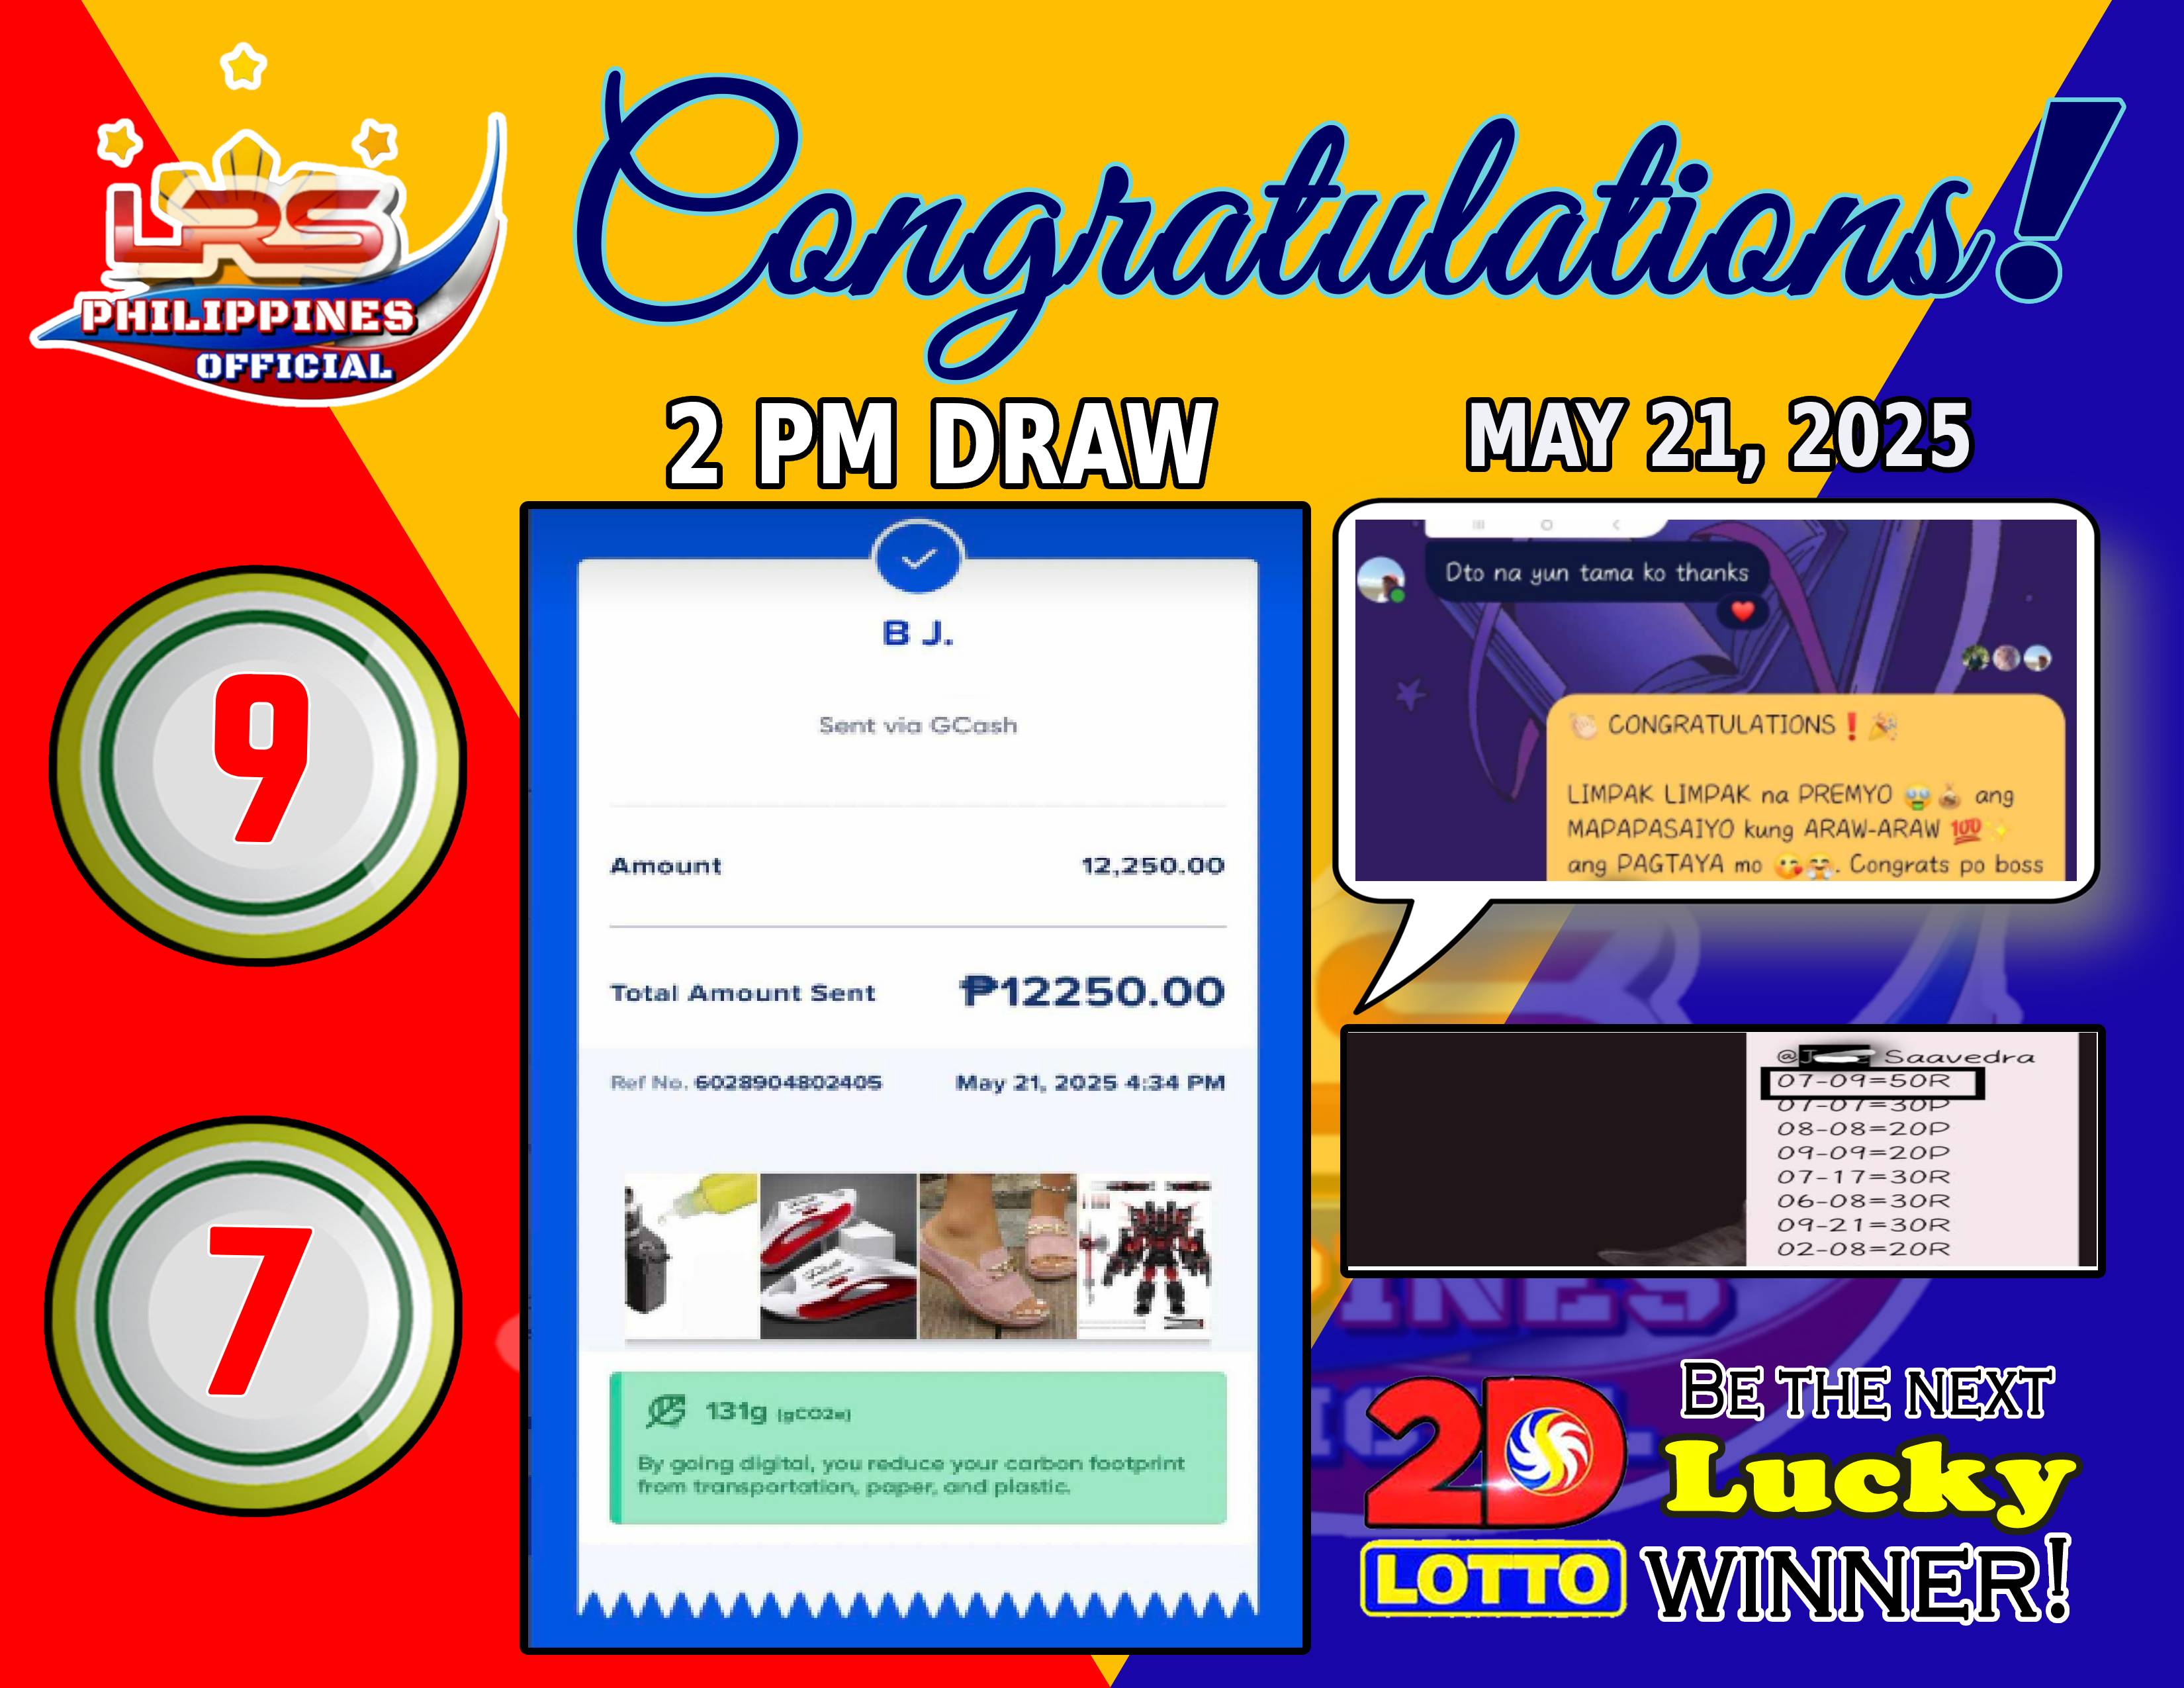 LRS
PHILIPPINES
OFFICIAL
Congratulations!
2 PM DRAW
MAY 21, 2025
9
7
B J.
Sent via GCash
Amount 12,250.00
Total Amount Sent ₱12250.00
Ref No. 6028904802405 May 21, 2025 4:34 PM
131g (gCO2e)
By going digital, you reduce your carbon footprint
from transportation, paper, and plastic.
Dto na yun tama ko thanks
CONGRATULATIONS❗
LIMPAK LIMPAK na PREMYO 🤑💰 ang
MAPAPASAIYO kung ARAW-ARAW 💯✨
ang PAGTAYA mo 😘🤗. Congrats po boss
@J Saavedra
07-09=50R
07-07=30P
08-08=20P
09-09=20P
07-17=30R
06-08=30R
09-21=30R
02-08=20R
2D
LOTTO
BE THE NEXT
Lucky
WINNER!